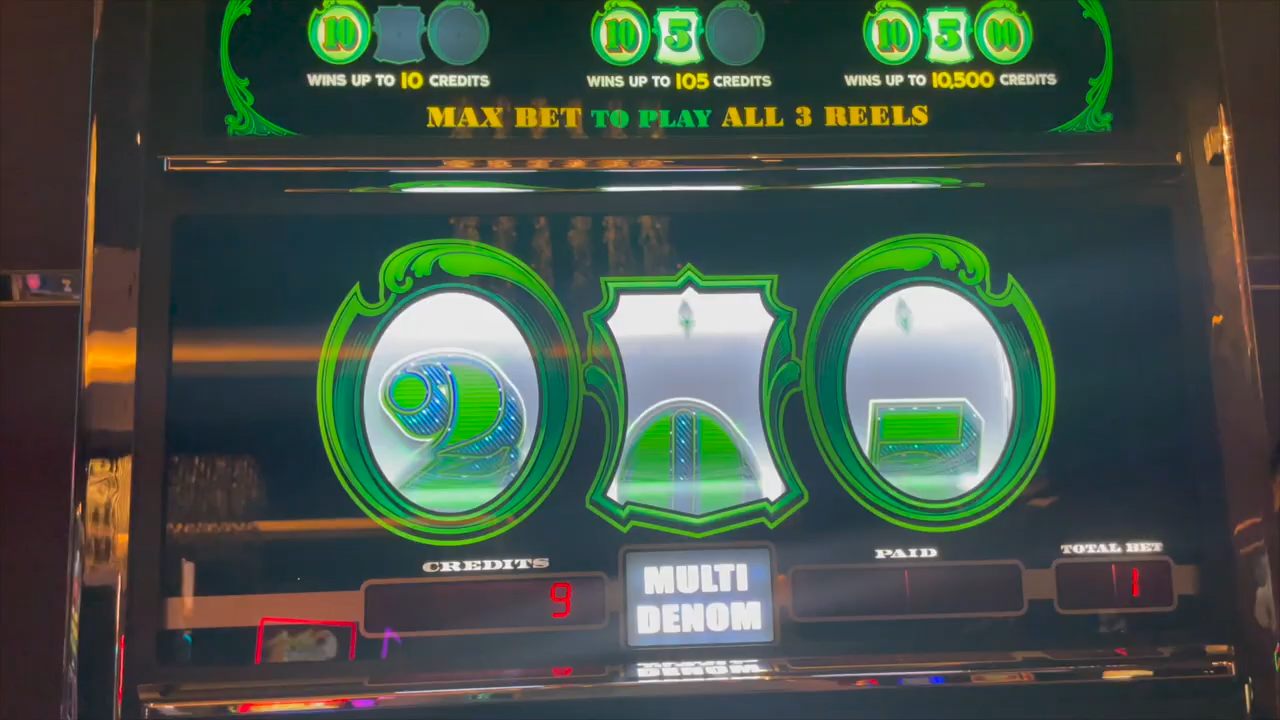 10
10 5
10 5 00
WINS UP TO 10 CREDITS
WINS UP TO 105 CREDITS
WINS UP TO 10,500 CREDITS
MAX BET TO PLAY ALL 3 REELS
2
CREDITS
9
MULTI
DENOM
PAID
TOTAL BET
1